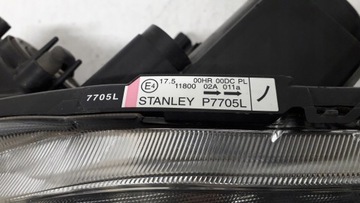 7705L
E4 17.5 00HR 00DC PL
11800 02A 011a
STANLEY P7705L